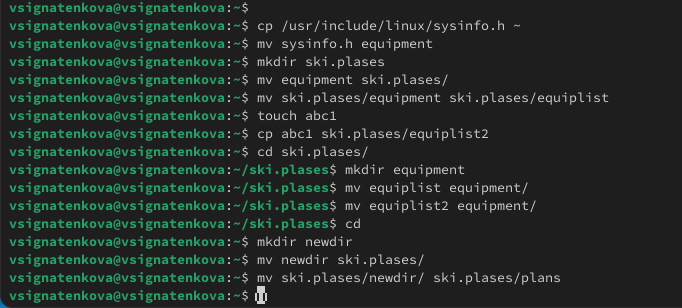 vsignatenkova@vsignatenkova:~$
vsignatenkova@vsignatenkova:~$ cp /usr/include/linux/sysinfo.h ~
vsignatenkova@vsignatenkova:~$ mv sysinfo.h equipment
vsignatenkova@vsignatenkova:~$ mkdir ski.plases
vsignatenkova@vsignatenkova:~$ mv equipment ski.plases/
vsignatenkova@vsignatenkova:~$ mv ski.plases/equipment ski.plases/equiplist
vsignatenkova@vsignatenkova:~$ touch abc1
vsignatenkova@vsignatenkova:~$ cp abc1 ski.plases/equiplist2
vsignatenkova@vsignatenkova:~$ cd ski.plases/
vsignatenkova@vsignatenkova:~/ski.plases$ mkdir equipment
vsignatenkova@vsignatenkova:~/ski.plases$ mv equiplist equipment/
vsignatenkova@vsignatenkova:~/ski.plases$ mv equiplist2 equipment/
vsignatenkova@vsignatenkova:~/ski.plases$ cd
vsignatenkova@vsignatenkova:~$ mkdir newdir
vsignatenkova@vsignatenkova:~$ mv newdir ski.plases/
vsignatenkova@vsignatenkova:~$ mv ski.plases/newdir/ ski.plases/plans
vsignatenkova@vsignatenkova:~$